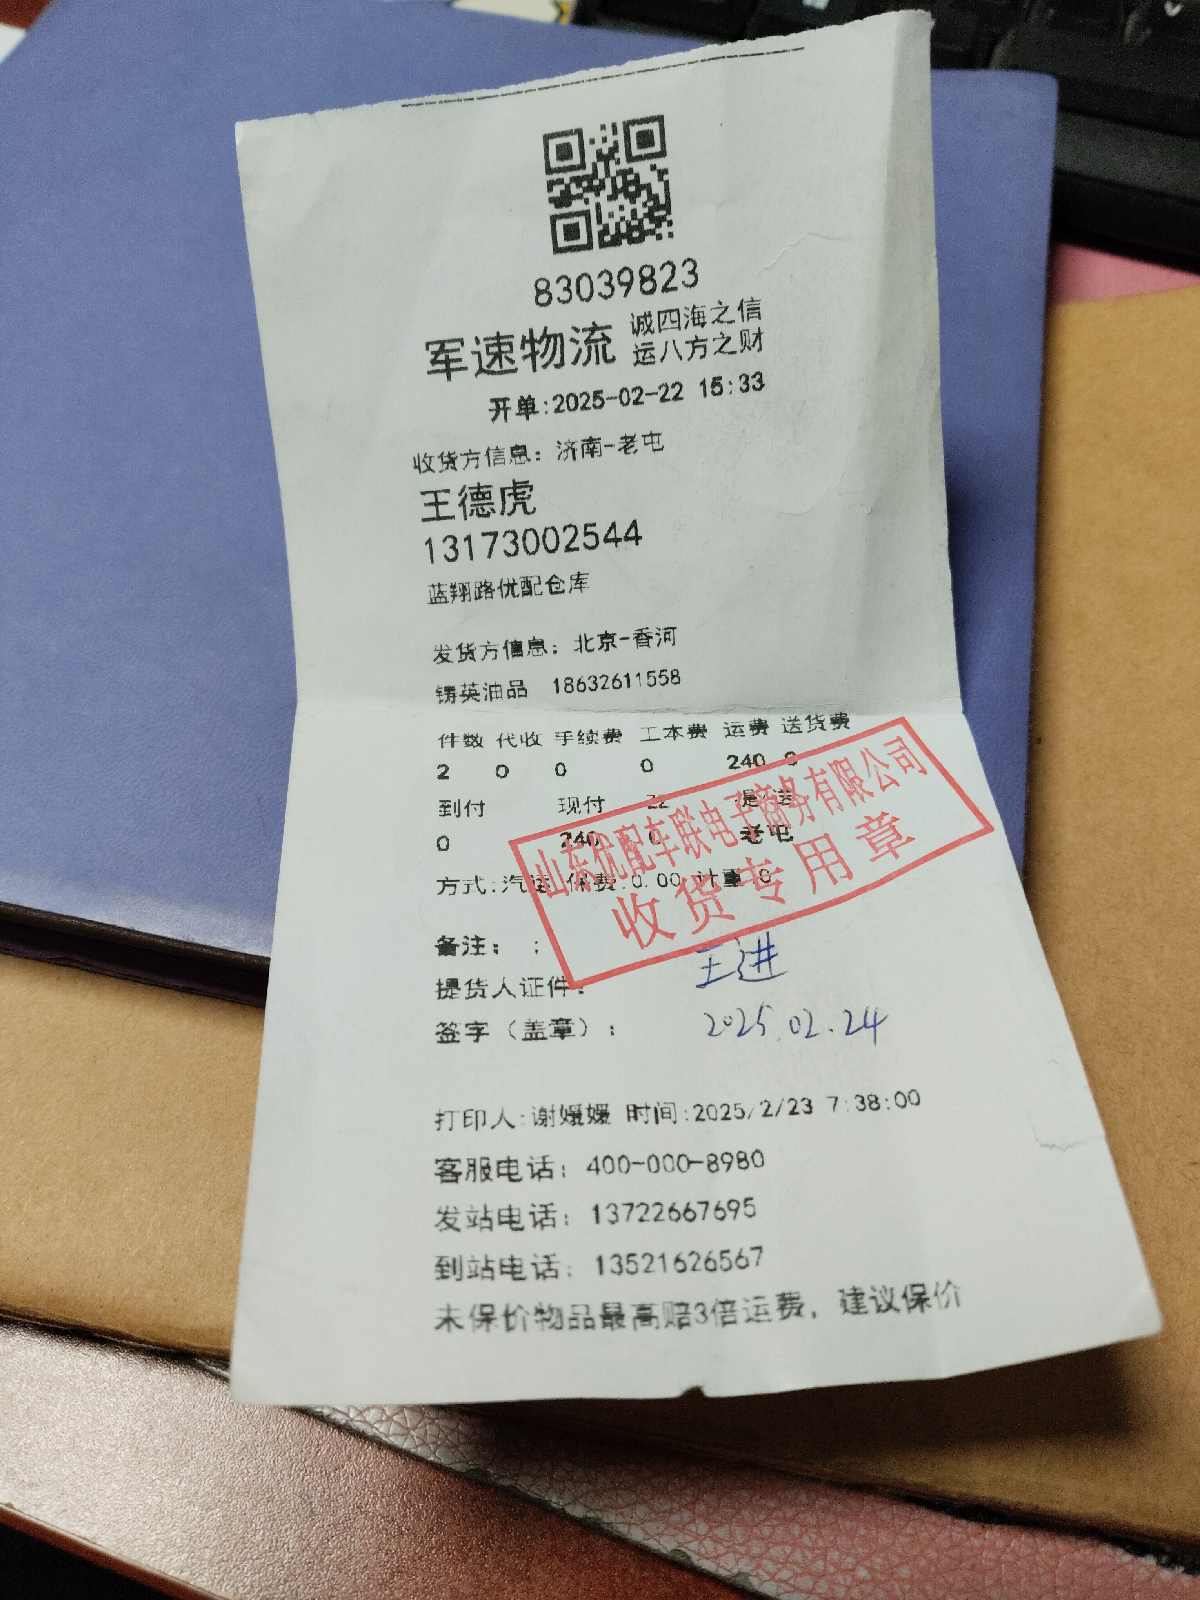 83039823
军速物流 诚四海之信
运八方之财
开单:2025-02-22 15:33
收货方信息: 济南-老屯
王德虎
13173002544
蓝翔路优配仓库
发货方信息: 北京-香河
铸英油品 18632611558
件数 代收 手续费 工本费 运费 送货费
2 0 0 0 240 0
到付 现付
0 240 0 老屯
方式:汽运 保费:0.00 计重:0
山东优配车联电子商务有限公司
收货专用章
备注: ;
提货人证件:
王进
签字（盖章）:
2025.02.24
打印人:谢媛媛 时间:2025/2/23 7:38:00
客服电话: 400-000-8980
发站电话: 13722667695
到站电话: 13521626567
未保价物品最高赔3倍运费, 建议保价